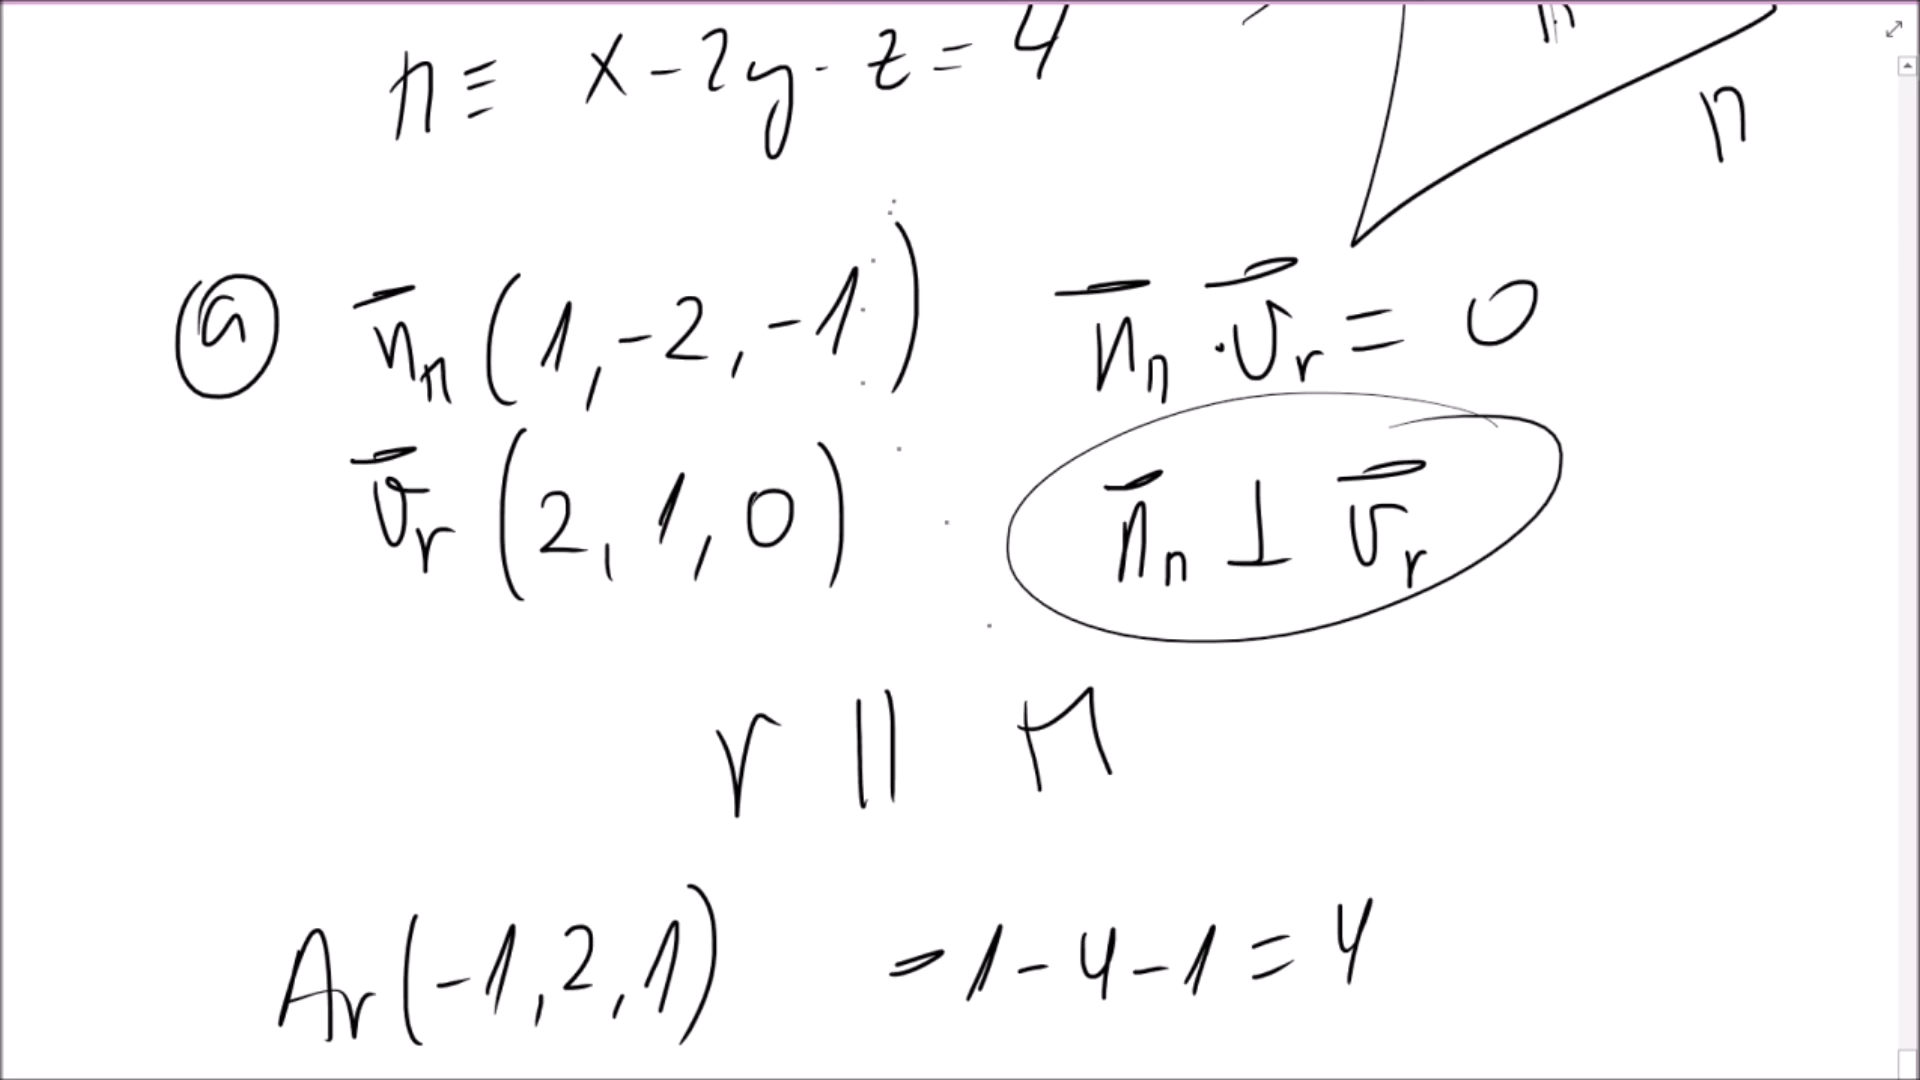 π ≡ x - 2y - z = 4
π
ⓐ n⃗π (1, -2, -1) n⃗π · v⃗r = 0
v⃗r (2, 1, 0) n⃗π ⊥ v⃗r
r || π
Ar (-1, 2, 1) -1 - 4 - 1 = 4